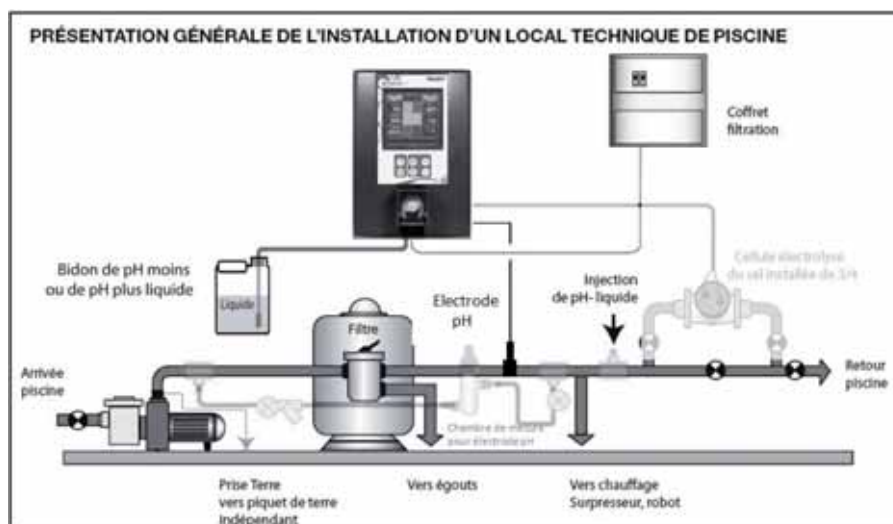 PRÉSENTATION GÉNÉRALE DE L'INSTALLATION D'UN LOCAL TECHNIQUE DE PISCINE
Coffret
filtration
Bidon de pH moins
ou de pH plus liquide
Liquide
Electrode
pH
Injection
de pH- liquide
Cellule électrolyse
du sel installée de 3/4
Filtre
Arrivée
piscine
Retour
piscine
Chambre de mesure
pour électrode pH
Prise Terre
vers piquet de terre
indépendant
Vers égouts
Vers chauffage
Surpresseur, robot